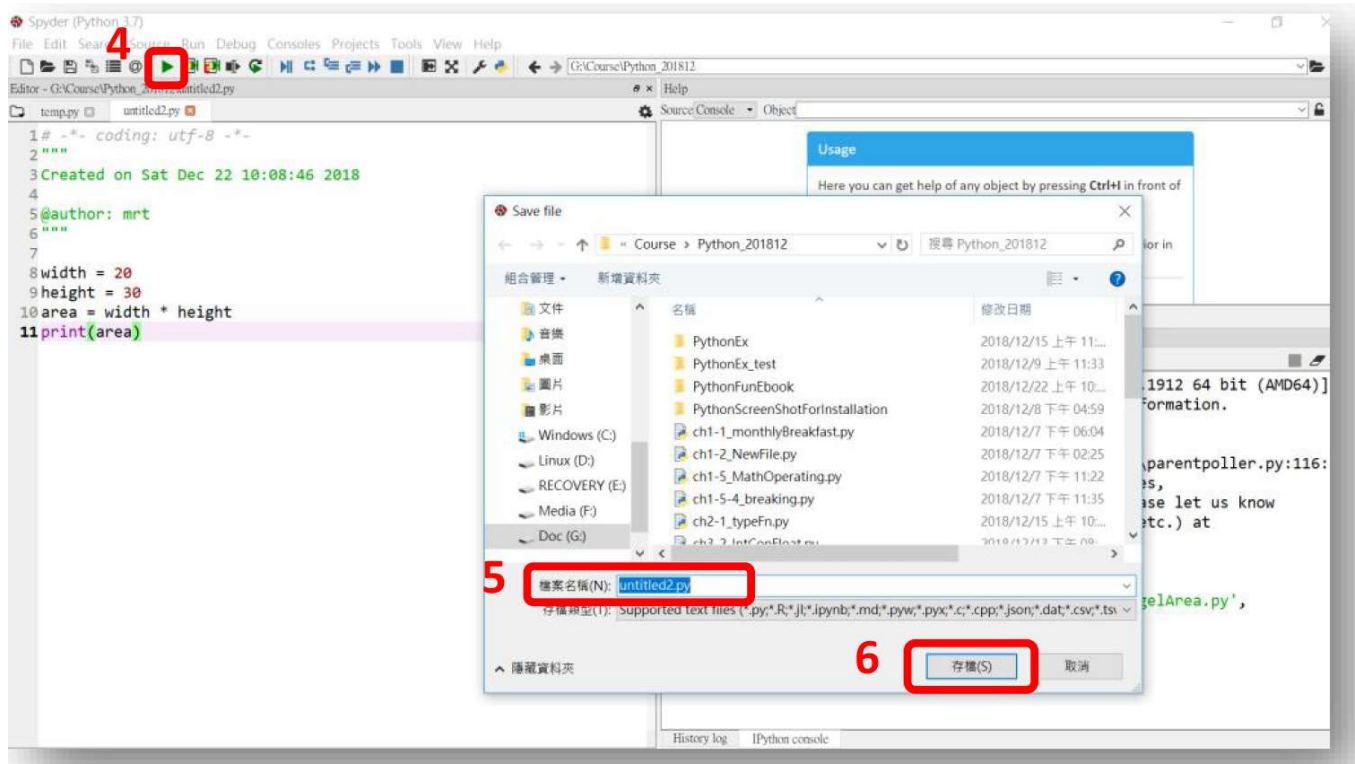 Spyder (Python 3.7)
File Edit Search Source Run Debug Consoles Projects Tools View Help
4
G:\Course\Python_201812
Editor - G:\Course\Python_201812\untitled2.py
Help
temp.py
untitled2.py
Source Console Object
1 # -*- coding: utf-8 -*-
2 """
3 Created on Sat Dec 22 10:08:46 2018
4
5 @author: mrt
6 """
7
8 width = 20
9 height = 30
10 area = width * height
11 print(area)
Usage
Here you can get help of any object by pressing Ctrl+I in front of
ior in
Save file
« Course › Python_201812
搜尋 Python_201812
組合管理
新增資料夾
文件
音樂
桌面
圖片
影片
Windows (C:)
Linux (D:)
RECOVERY (E:)
Media (F:)
Doc (G:)
名稱 修改日期
PythonEx 2018/12/15 上午 11:...
PythonEx_test 2018/12/9 上午 11:33
PythonFunEbook 2018/12/22 上午 10:...
PythonScreenShotForInstallation 2018/12/8 下午 04:59
ch1-1_monthlyBreakfast.py 2018/12/7 下午 06:04
ch1-2_NewFile.py 2018/12/7 下午 02:25
ch1-5_MathOperating.py 2018/12/7 下午 11:22
ch1-5-4_breaking.py 2018/12/7 下午 11:35
ch2-1_typeFn.py 2018/12/15 上午 10:...
5
檔案名稱(N): untitled2.py
存檔類型(T): Supported text files (*.py;*.R;*.jl;*.ipynb;*.md;*.pyw;*.pyx;*.c;*.cpp;*.json;*.dat;*.csv;*.tsv
隱藏資料夾
6
存檔(S)
取消
.1912 64 bit (AMD64)]
formation.
\parentpoller.py:116:
es,
ase let us know
etc.) at
gelArea.py',
History log
IPython console